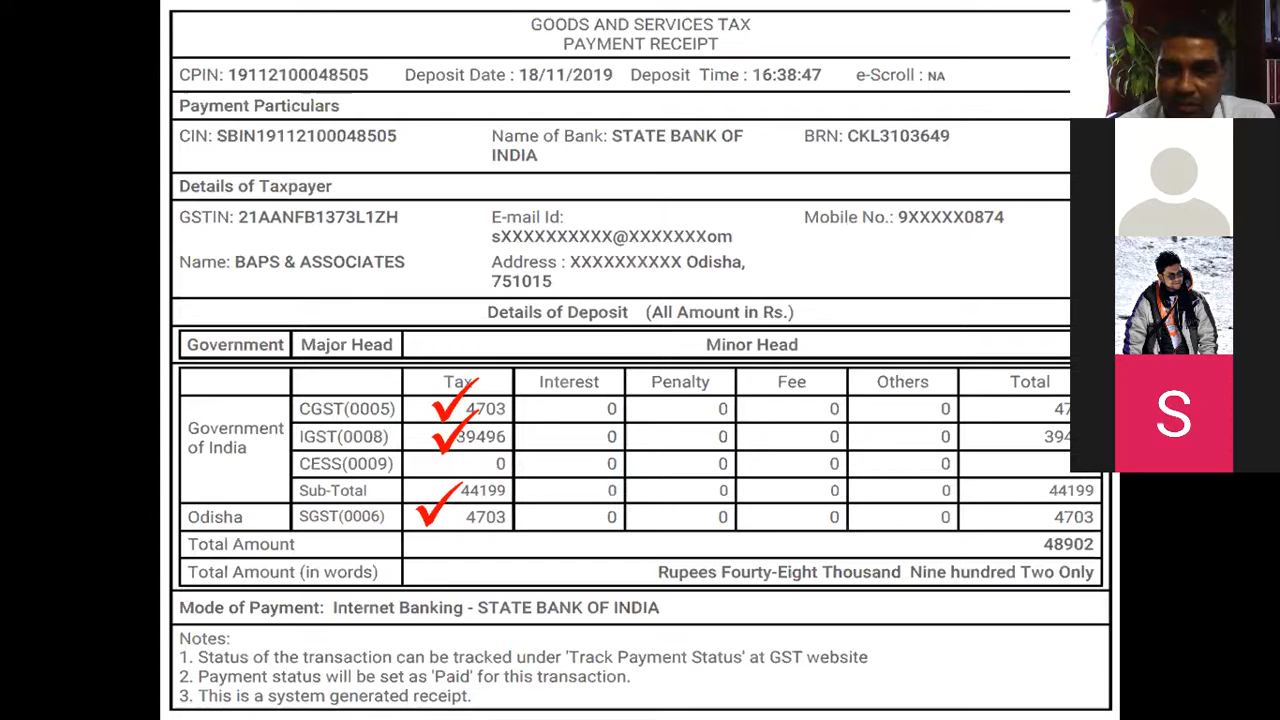 GOODS AND SERVICES TAX
PAYMENT RECEIPT
CPIN: 19112100048505 Deposit Date : 18/11/2019 Deposit Time : 16:38:47 e-Scroll : NA
Payment Particulars
CIN: SBIN19112100048505 Name of Bank: STATE BANK OF INDIA BRN: CKL3103649
Details of Taxpayer
GSTIN: 21AANFB1373L1ZH E-mail Id: sXXXXXXXXXX@XXXXXXXom Mobile No.: 9XXXXX0874
Name: BAPS & ASSOCIATES Address : XXXXXXXXXX Odisha, 751015
Details of Deposit (All Amount in Rs.)
Government Major Head Minor Head
Tax Interest Penalty Fee Others Total
Government of India
CGST(0005) 4703 0 0 0 0 47
IGST(0008) 39496 0 0 0 0 394
CESS(0009) 0 0 0 0 0
Sub-Total 44199 0 0 0 0 44199
Odisha SGST(0006) 4703 0 0 0 0 4703
Total Amount 48902
Total Amount (in words) Rupees Fourty-Eight Thousand Nine hundred Two Only
Mode of Payment: Internet Banking - STATE BANK OF INDIA
Notes:
1. Status of the transaction can be tracked under 'Track Payment Status' at GST website
2. Payment status will be set as 'Paid' for this transaction.
3. This is a system generated receipt.
S